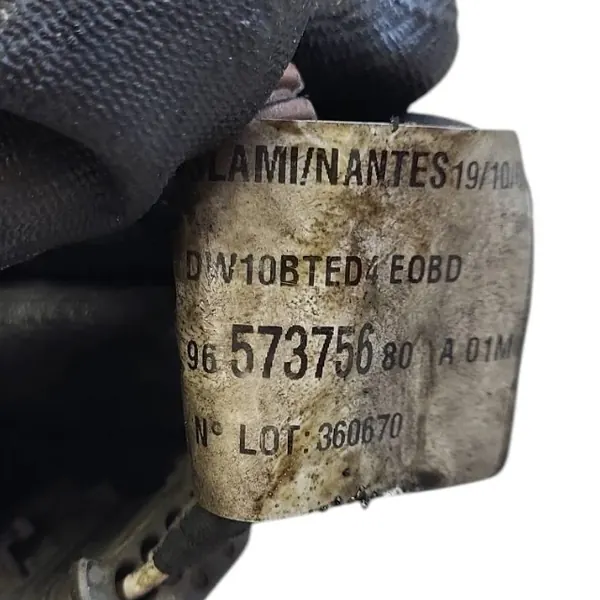 LAMI/NANTES 19/10/
DW10BTED4 EOBD
96 573756 80 A 01M
N° LOT: 360670